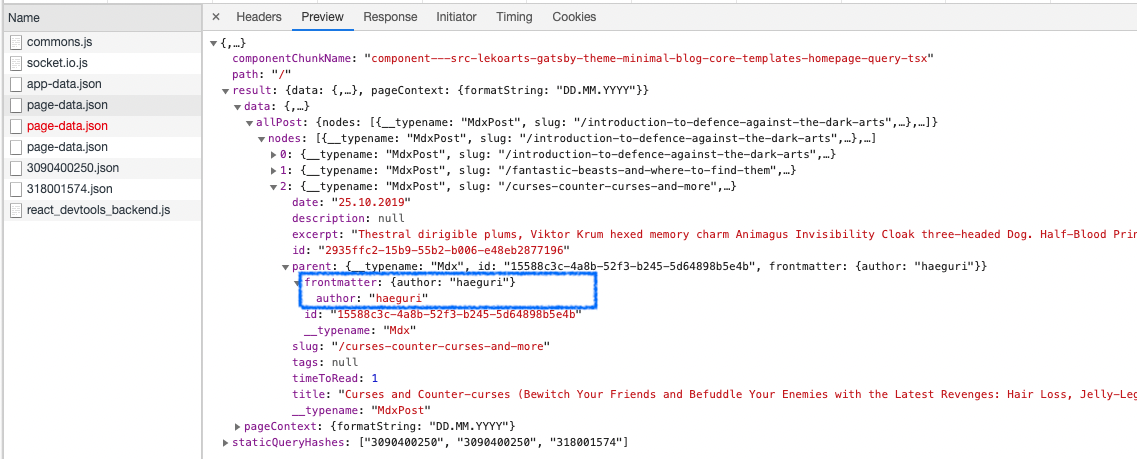 Name
commons.js
socket.io.js
app-data.json
page-data.json
page-data.json
page-data.json
3090400250.json
318001574.json
react_devtools_backend.js
× Headers Preview Response Initiator Timing Cookies
▼{,…}
componentChunkName: "component---src-lekoarts-gatsby-theme-minimal-blog-core-templates-homepage-query-tsx"
path: "/"
▼result: {data: {,…}, pageContext: {formatString: "DD.MM.YYYY"}}
▼data: {,…}
▼allPost: {nodes: [{__typename: "MdxPost", slug: "/introduction-to-defence-against-the-dark-arts",…},…]}
▼nodes: [{__typename: "MdxPost", slug: "/introduction-to-defence-against-the-dark-arts",…},…]
▶0: {__typename: "MdxPost", slug: "/introduction-to-defence-against-the-dark-arts",…}
▶1: {__typename: "MdxPost", slug: "/fantastic-beasts-and-where-to-find-them",…}
▼2: {__typename: "MdxPost", slug: "/curses-counter-curses-and-more",…}
date: "25.10.2019"
description: null
excerpt: "Thestral dirigible plums, Viktor Krum hexed memory charm Animagus Invisibility Cloak three-headed Dog. Half-Blood Prin
id: "2935ffc2-15b9-55b2-b006-e48eb2877196"
▼parent: {__typename: "Mdx", id: "15588c3c-4a8b-52f3-b245-5d64898b5e4b", frontmatter: {author: "haeguri"}}
▼frontmatter: {author: "haeguri"}
author: "haeguri"
id: "15588c3c-4a8b-52f3-b245-5d64898b5e4b"
__typename: "Mdx"
slug: "/curses-counter-curses-and-more"
tags: null
timeToRead: 1
title: "Curses and Counter-curses (Bewitch Your Friends and Befuddle Your Enemies with the Latest Revenges: Hair Loss, Jelly-Leg
__typename: "MdxPost"
▶pageContext: {formatString: "DD.MM.YYYY"}
▶staticQueryHashes: ["3090400250", "3090400250", "318001574"]